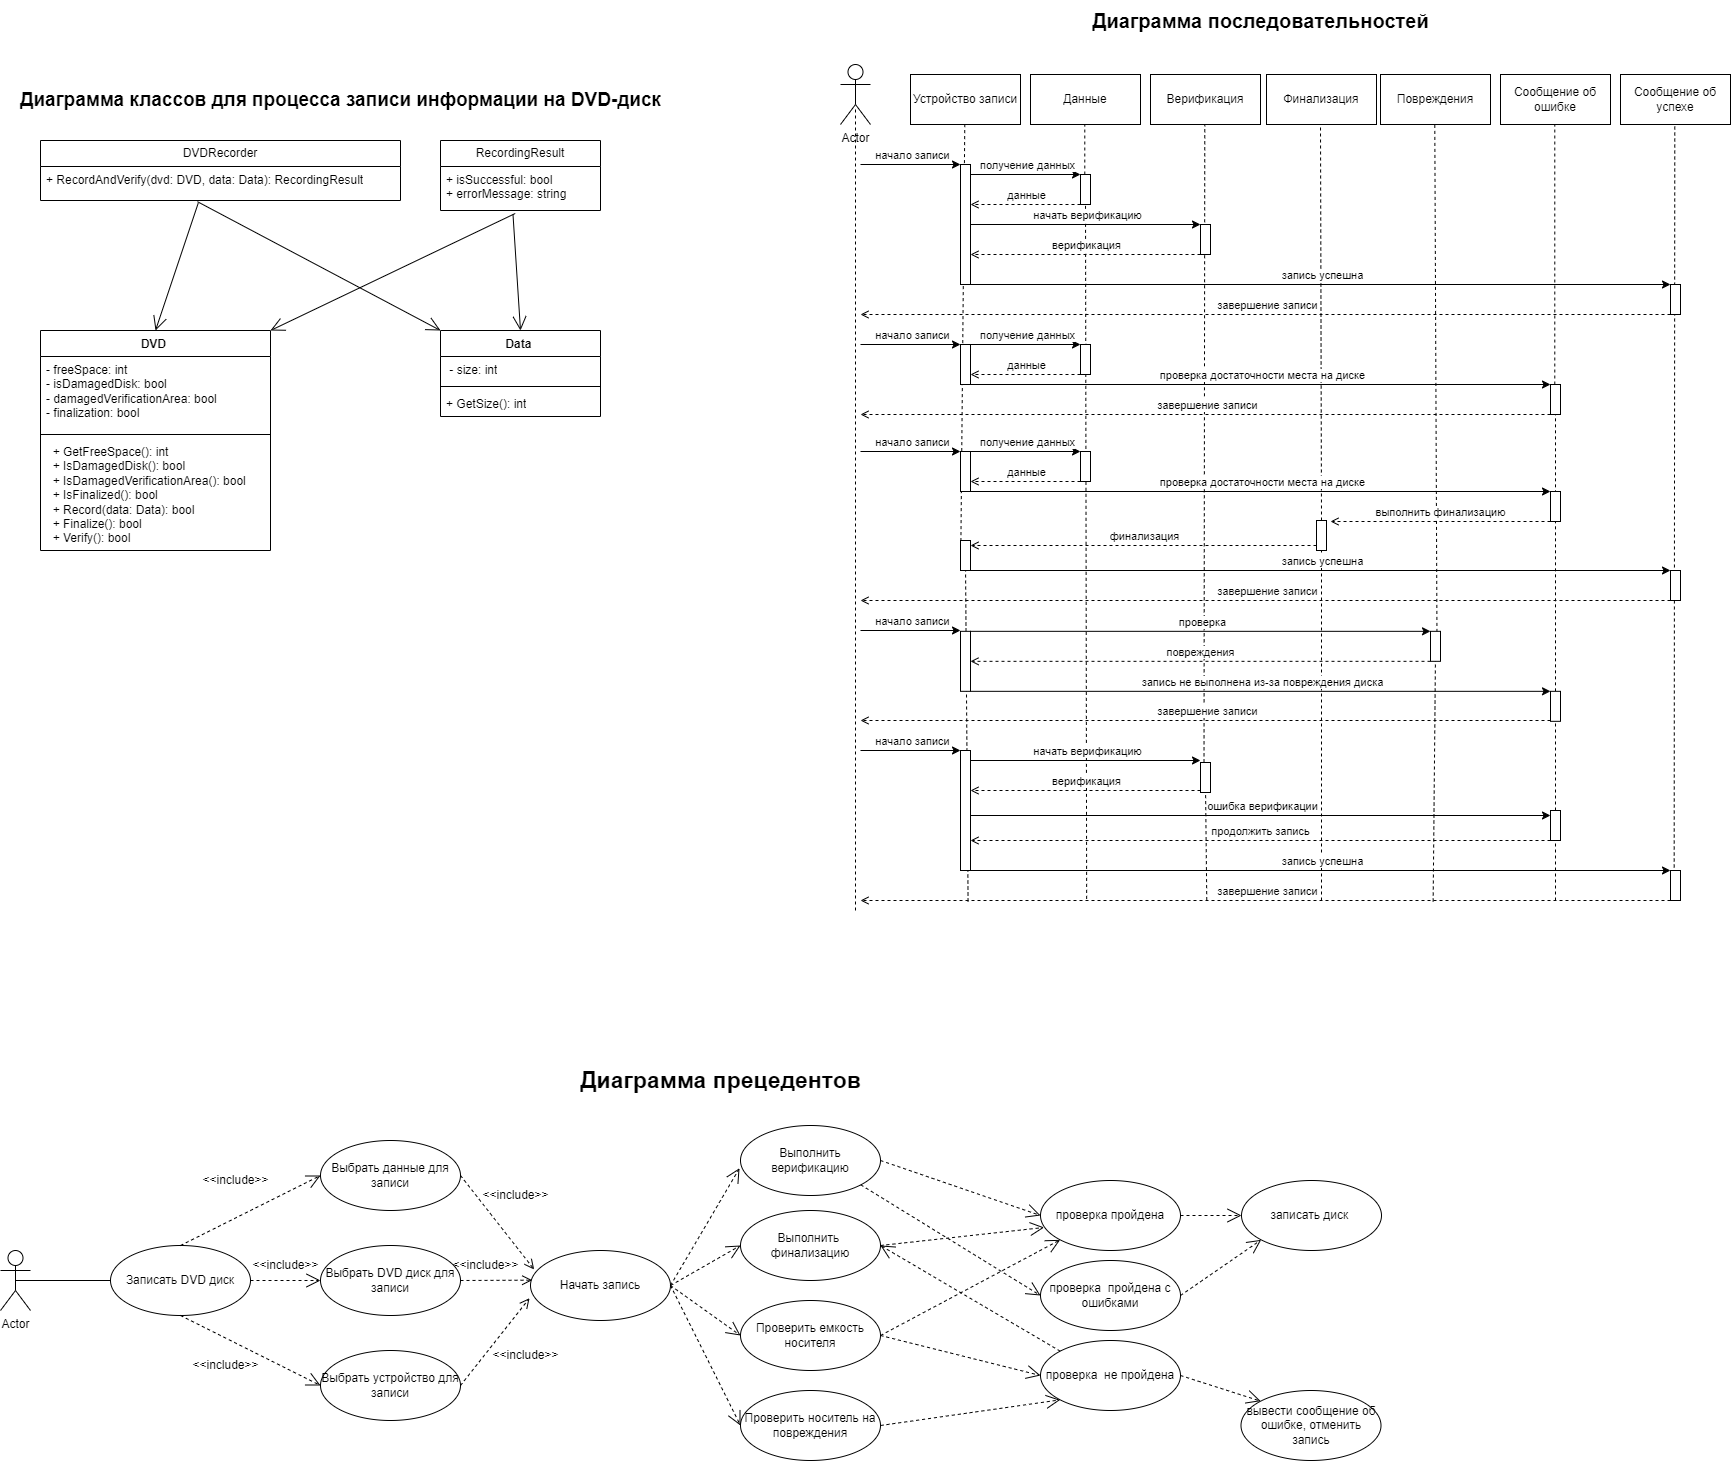 Диаграмма последовательностей
Диаграмма классов для процесса записи информации на DVD-диск
DVDRecorder
+ RecordAndVerify(dvd: DVD, data: Data): RecordingResult
RecordingResult
+ isSuccessful: bool
+ errorMessage: string
DVD
- freeSpace: int
- isDamagedDisk: bool
- damagedVerificationArea: bool
- finalization: bool
+ GetFreeSpace(): int
+ IsDamagedDisk(): bool
+ IsDamagedVerificationArea(): bool
+ IsFinalized(): bool
+ Record(data: Data): bool
+ Finalize(): bool
+ Verify(): bool
Data
- size: int
+ GetSize(): int
Actor
Устройство записи
Данные
Верификация
Финализация
Повреждения
Сообщение об
ошибке
Сообщение об
успехе
начало записи
получение данных
данные
начать верификацию
верификация
запись успешна
завершение записи
начало записи
получение данных
данные
проверка достаточности места на диске
завершение записи
начало записи
получение данных
данные
проверка достаточности места на диске
выполнить финализацию
финализация
запись успешна
завершение записи
начало записи
проверка
повреждения
запись не выполнена из-за повреждения диска
завершение записи
начало записи
начать верификацию
верификация
ошибка верификации
продолжить запись
запись успешна
завершение записи
Диаграмма прецедентов
Actor
Записать DVD диск
<<include>>
<<include>>
<<include>>
Выбрать данные для
записи
Выбрать DVD диск для
записи
Выбрать устройство для
записи
<<include>>
<<include>>
<<include>>
Начать запись
Выполнить
верификацию
Выполнить
финализацию
Проверить емкость
носителя
Проверить носитель на
повреждения
проверка пройдена
проверка  пройдена с
ошибками
проверка  не пройдена
записать диск
вывести сообщение об
ошибке, отменить
запись